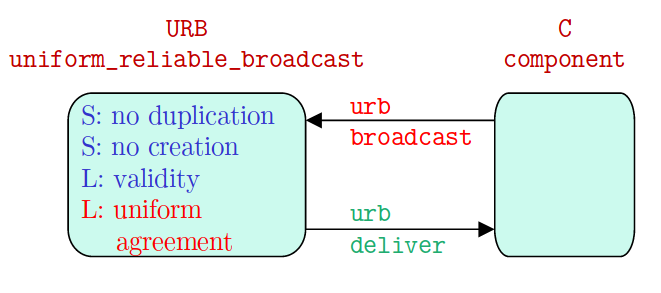 URB
uniform_reliable_broadcast
C
component
S: no duplication
S: no creation
L: validity
L: uniform
agreement
urb
broadcast
urb
deliver